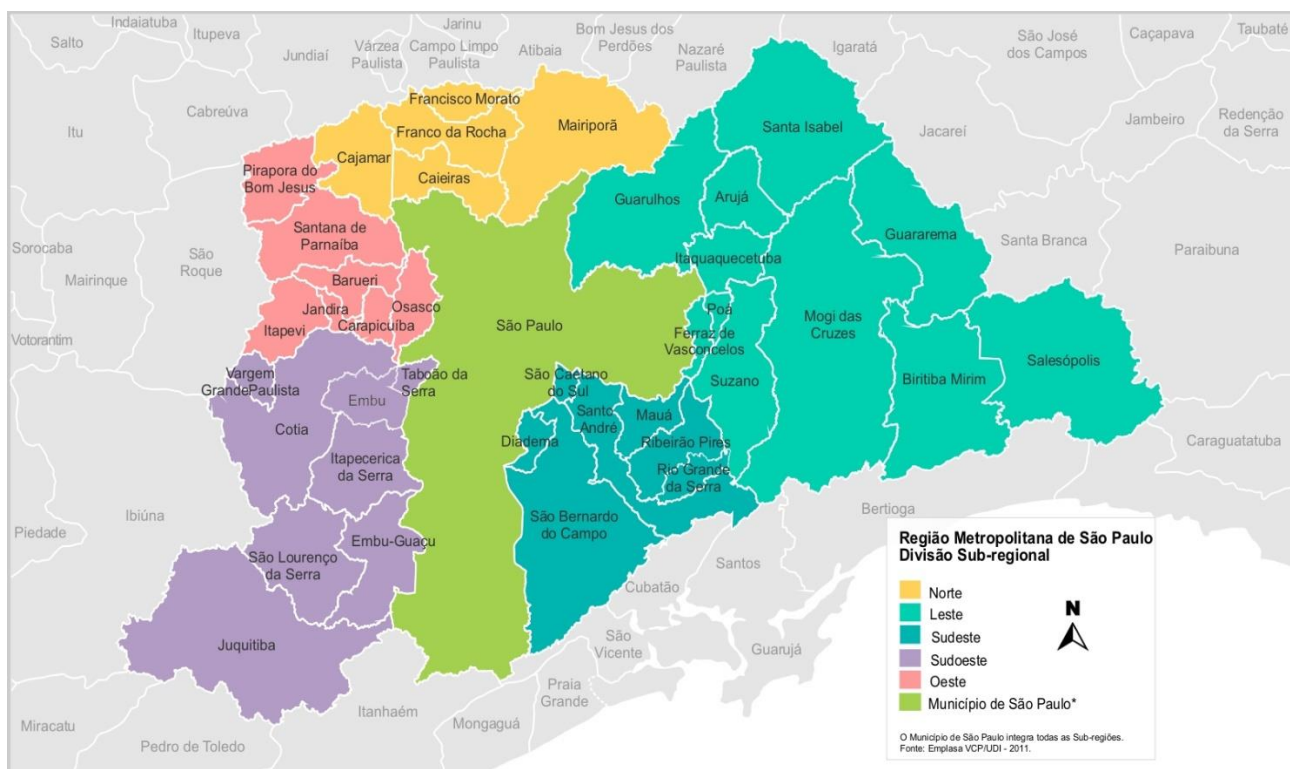 Indaiatuba
Salto
Itupeva
Jundiaí
Várzea
Paulista
Jarinu
Campo Limpo
Paulista
Atibaia
Bom Jesus dos
Perdões
Nazaré
Paulista
Igaratá
São José
dos Campos
Caçapava
Taubaté
Itu
Cabreúva
Francisco Morato
Franco da Rocha
Mairiporã
Cajamar
Caieiras
Santa Isabel
Jacareí
Jambeiro
Redenção
da Serra
Pirapora do
Bom Jesus
Guarulhos
Arujá
Santana de
Parnaíba
Guararema
Santa Branca
Paraibuna
Sorocaba
Mairinque
São
Roque
Itaquaquecetuba
Barueri
Jandira
Osasco
Itapevi
Carapicuíba
São Paulo
Poá
Ferraz de
Vasconcelos
Mogi das
Cruzes
Votorantim
Salesópolis
Vargem
GrandePaulista
Taboão da
Serra
Embu
São Caetano
do Sul
Suzano
Biritiba Mirim
Cotia
Santo
André
Mauá
Diadema
Ribeirão Pires
Itapecerica
da Serra
Rio Grande
da Serra
Caraguatatuba
Ibiúna
Piedade
Bertioga
São Bernardo
do Campo
Embu-Guaçu
São Lourenço
da Serra
Santos
Cubatão
São
Vicente
Guarujá
Juquitiba
Praia
Grande
Itanhaém
Mongaguá
Miracatu
Pedro de Toledo
Região Metropolitana de São Paulo
Divisão Sub-regional
Norte
Leste
Sudeste
Sudoeste
Oeste
Município de São Paulo*
N
O Município de São Paulo integra todas as Sub-regiões.
Fonte: Emplasa VCP/UDI - 2011.